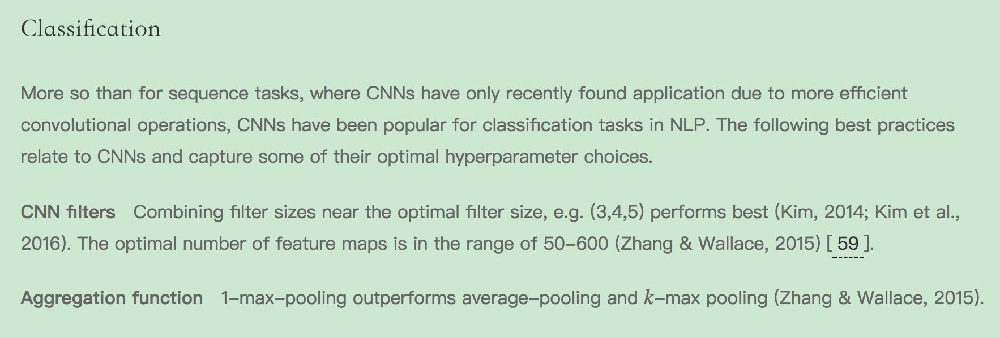 Classification
More so than for sequence tasks, where CNNs have only recently found application due to more efficient
convolutional operations, CNNs have been popular for classification tasks in NLP. The following best practices
relate to CNNs and capture some of their optimal hyperparameter choices.
CNN filters Combining filter sizes near the optimal filter size, e.g. (3,4,5) performs best (Kim, 2014; Kim et al.,
2016). The optimal number of feature maps is in the range of 50–600 (Zhang & Wallace, 2015) [ 59 ].
Aggregation function 1–max–pooling outperforms average–pooling and k–max pooling (Zhang & Wallace, 2015).